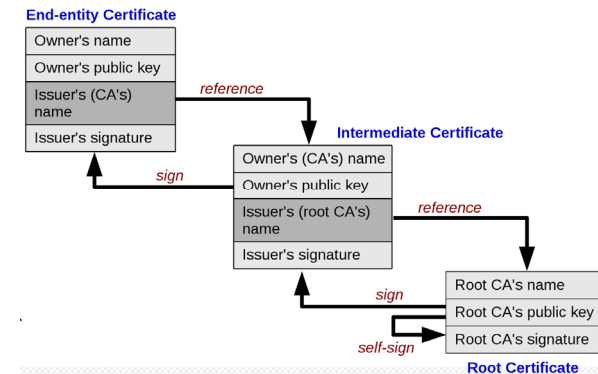 End-entity Certificate
Owner's name
Owner's public key
Issuer's (CA's)
name
Issuer's signature
reference
sign
Intermediate Certificate
Owner's (CA's) name
Owner's public key
Issuer's (root CA's)
name
Issuer's signature
reference
sign
Root CA's name
Root CA's public key
Root CA's signature
self-sign
Root Certificate